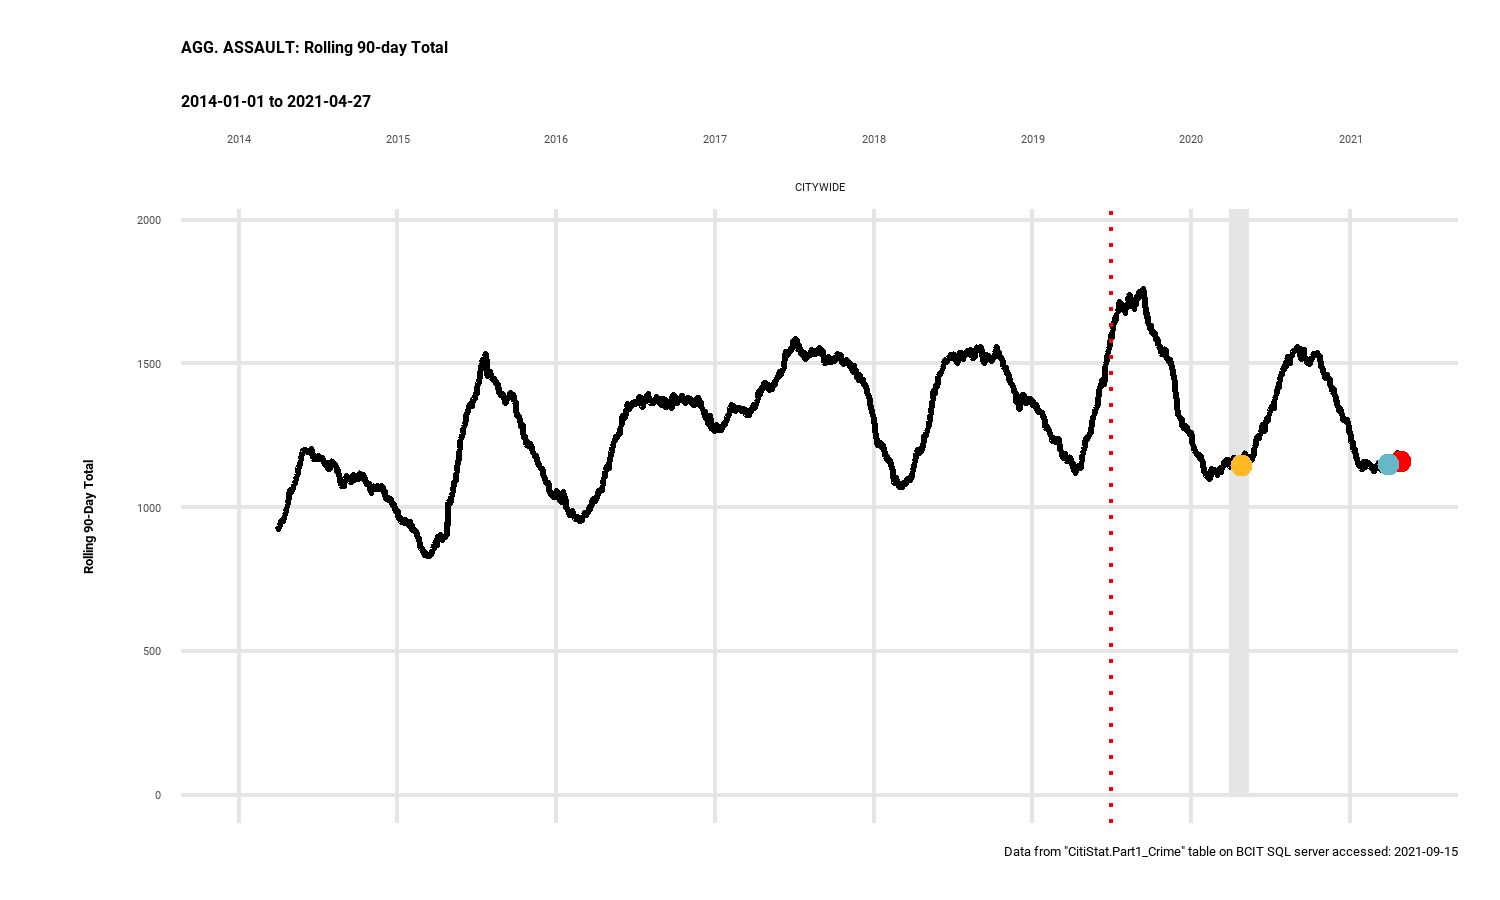 AGG. ASSAULT: Rolling 90-day Total
2014-01-01 to 2021-04-27
2014 2015 2016 2017 2018 2019 2020 2021
CITYWIDE
2000
1500
1000
500
0
Rolling 90-Day Total
Data from "CitiStat.Part1_Crime" table on BCIT SQL server accessed: 2021-09-15